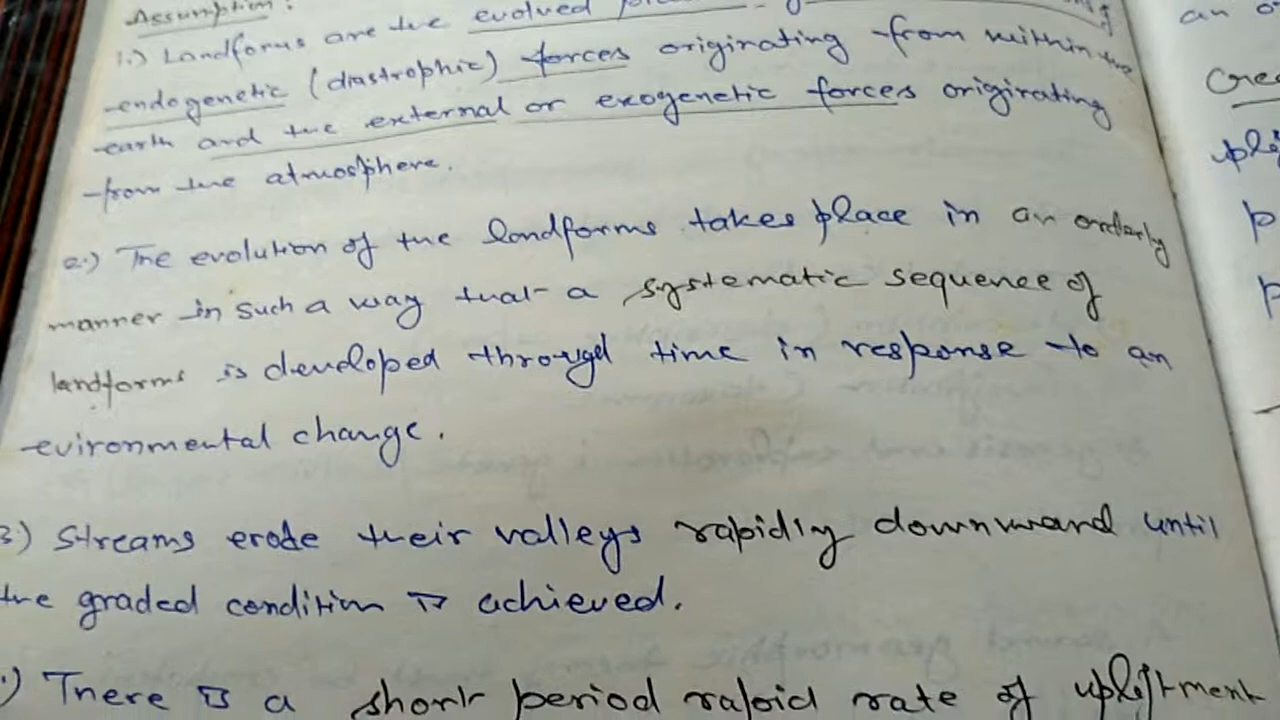 Assumption :
1.) Landforms are the evolved
endogenetic (diastrophic) forces originating from within the
earth and the external or exogenetic forces originating
from the atmosphere.
2.) The evolution of the landforms takes place in an orderly
manner in such a way that a systematic sequence of
landforms is developed through time in response to an
evironmental change.
3.) Streams erode their valleys rapidly downward until
the graded condition is achieved.
.) There is a short period rapid rate of upliftment
an